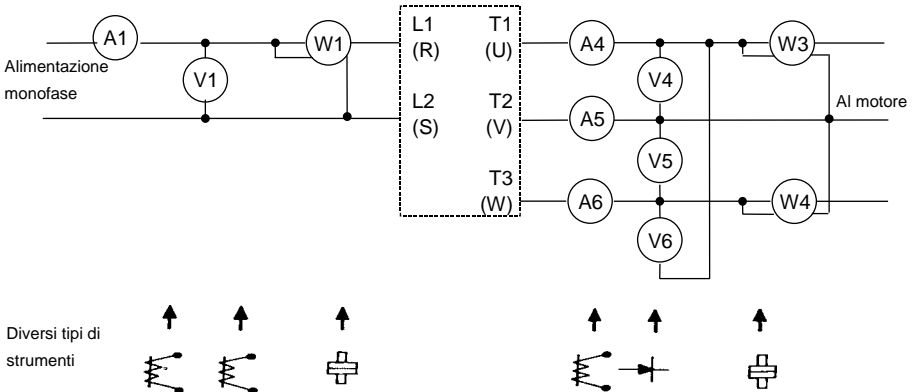 A1
W1
L1
(R)
T1
(U)
A4
W3
Alimentazione
monofase
V1
V4
L2
(S)
T2
(V)
A5
Al motore
V5
T3
(W)
A6
W4
V6
Diversi tipi di
strumenti